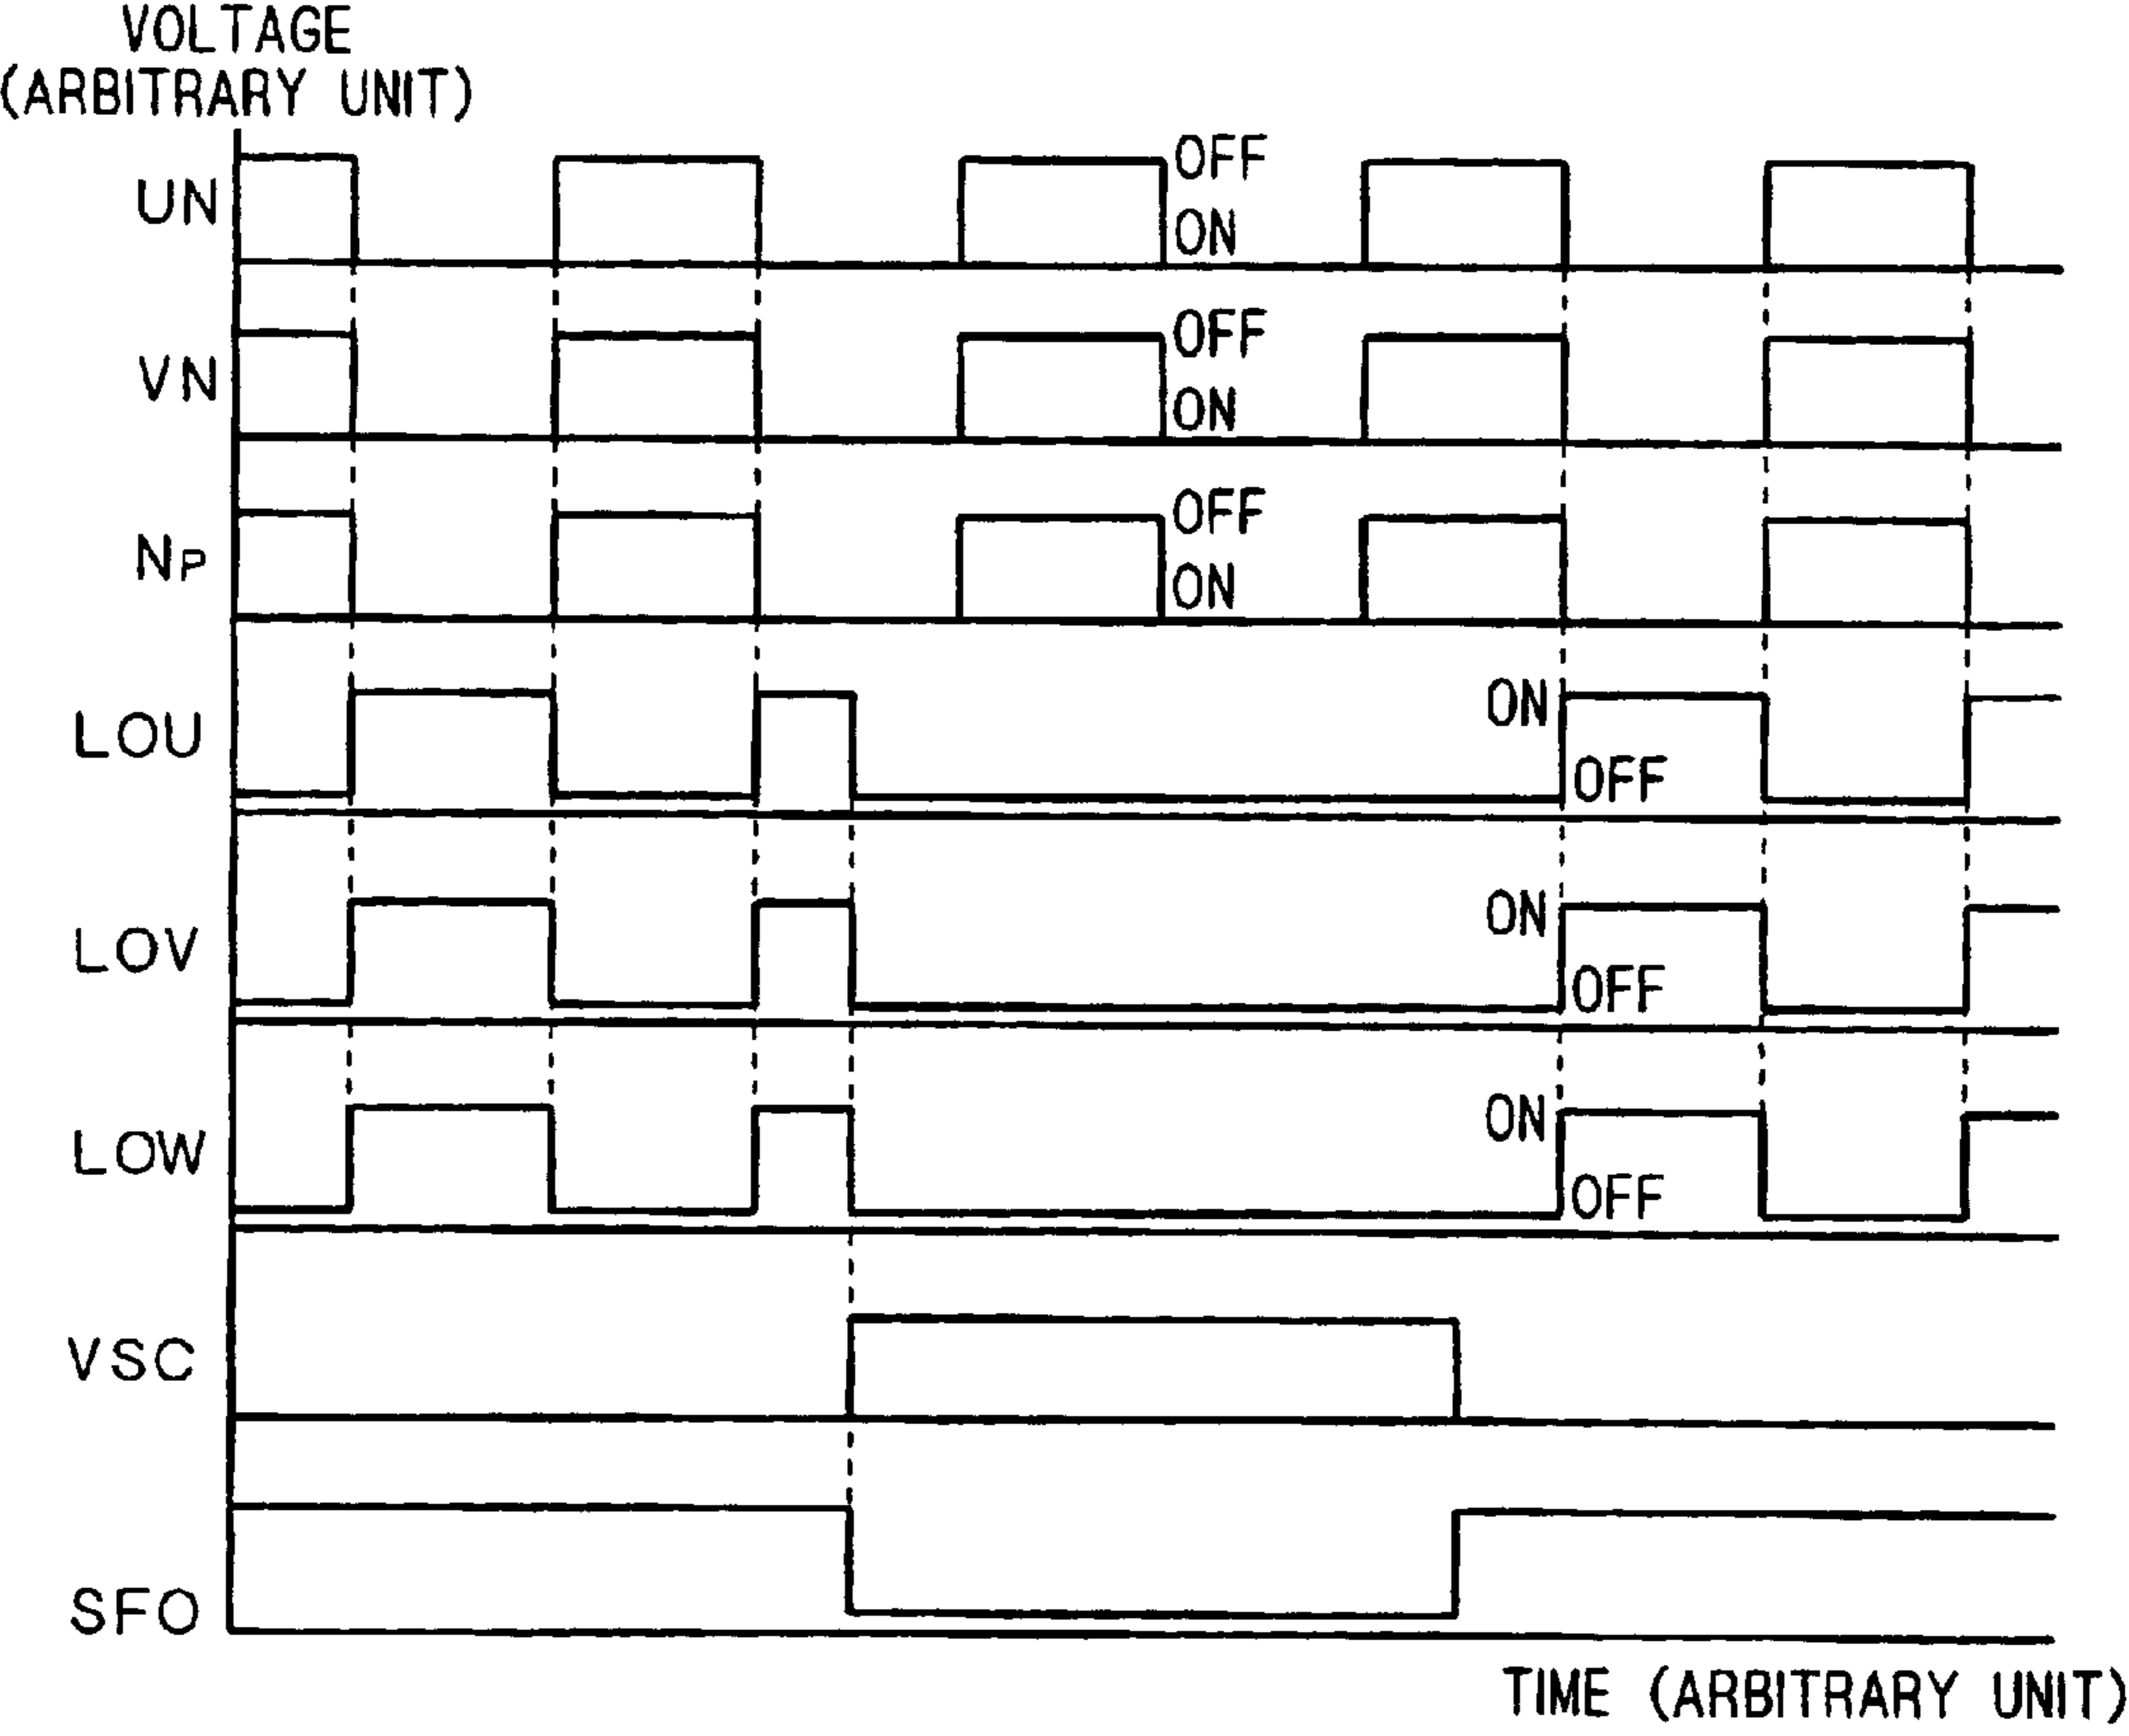 VOLTAGE
(ARBITRARY UNIT)
UN
OFF
ON
VN
OFF
ON
NP
OFF
ON
LOU
ON
OFF
LOV
ON
OFF
LOW
ON
OFF
VSC
SFO
TIME (ARBITRARY UNIT)